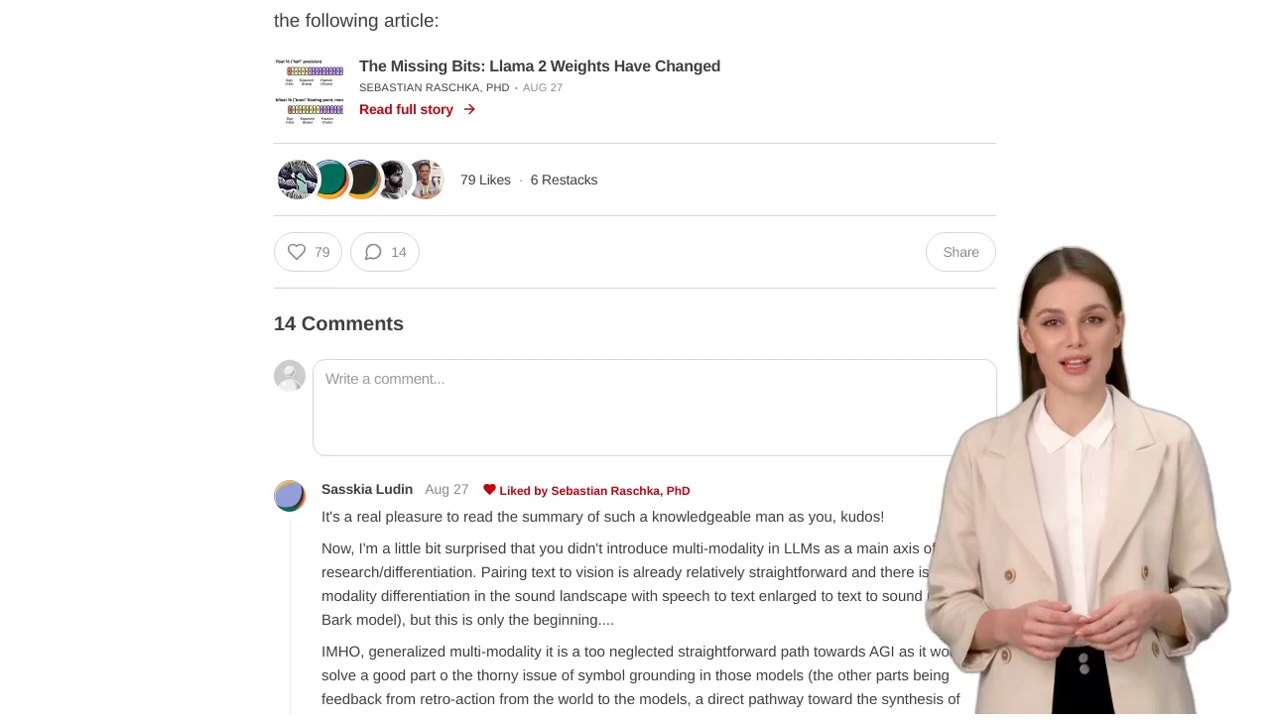 the following article:
The Missing Bits: Llama 2 Weights Have Changed
SEBASTIAN RASCHKA, PHD · AUG 27
Read full story →
79 Likes · 6 Restacks
79 14 Share
14 Comments
Write a comment...
Sasskia Ludin Aug 27 Liked by Sebastian Raschka, PhD
It's a real pleasure to read the summary of such a knowledgeable man as you, kudos!
Now, I'm a little bit surprised that you didn't introduce multi-modality in LLMs as a main axis of
research/differentiation. Pairing text to vision is already relatively straightforward and there is
modality differentiation in the sound landscape with speech to text enlarged to text to sound
Bark model), but this is only the beginning....
IMHO, generalized multi-modality it is a too neglected straightforward path towards AGI as it
solve a good part o the thorny issue of symbol grounding in those models (the other parts being
feedback from retro-action from the world to the models, a direct pathway toward the synthesis of